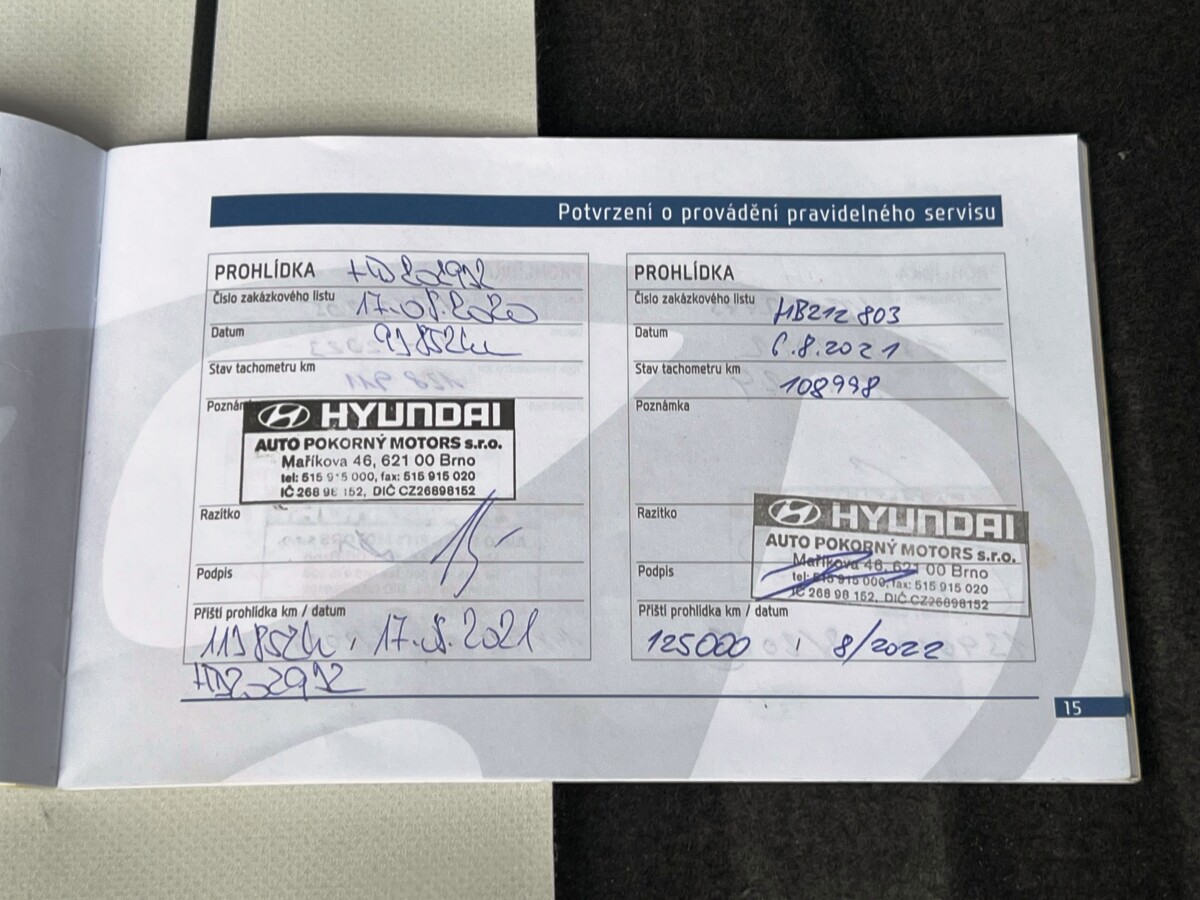 Potvrzení o provádění pravidelného servisu
PROHLÍDKA
Číslo zakázkového listu
17.08.2020
Datum
Stav tachometru km
HYUNDAI
AUTO POKORNÝ MOTORS s.r.o.
Maříkova 46, 621 00 Brno
tel: 515 915 000, fax: 515 915 020
IČ 268 98 152, DIČ CZ26898152
Razítko
Podpis
Příští prohlídka km / datum
17.8.2021
PROHLÍDKA
Číslo zakázkového listu HB212803
Datum 6.8.2021
Stav tachometru km 108998
Poznámka
Razítko
HYUNDAI
AUTO POKORNÝ MOTORS s.r.o.
Maříkova 46, 621 00 Brno
Podpis
tel: 515 915 000, fax: 515 915 020
IČ 268 98 152, DIČ CZ26898152
Příští prohlídka km / datum
125000 , 8/2022
15